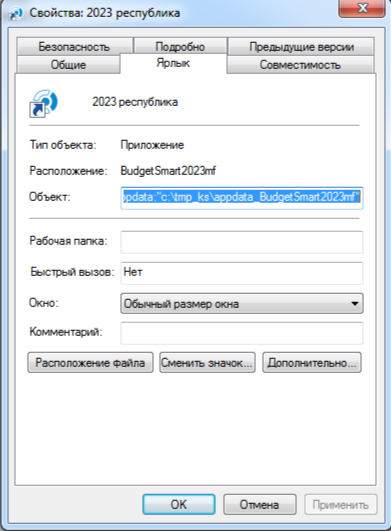 Свойства: 2023 республика
Безопасность Подробно Предыдущие версии
Общие Ярлык Совместимость
2023 республика
Тип объекта: Приложение
Расположение: BudgetSmart2023mf
Объект: ppdata:"c:\tmp_ks\appdata_BudgetSmart2023mf"
Рабочая папка:
Быстрый вызов: Нет
Окно: Обычный размер окна
Комментарий:
Расположение файла Сменить значок... Дополнительно...
OK Отмена Применить